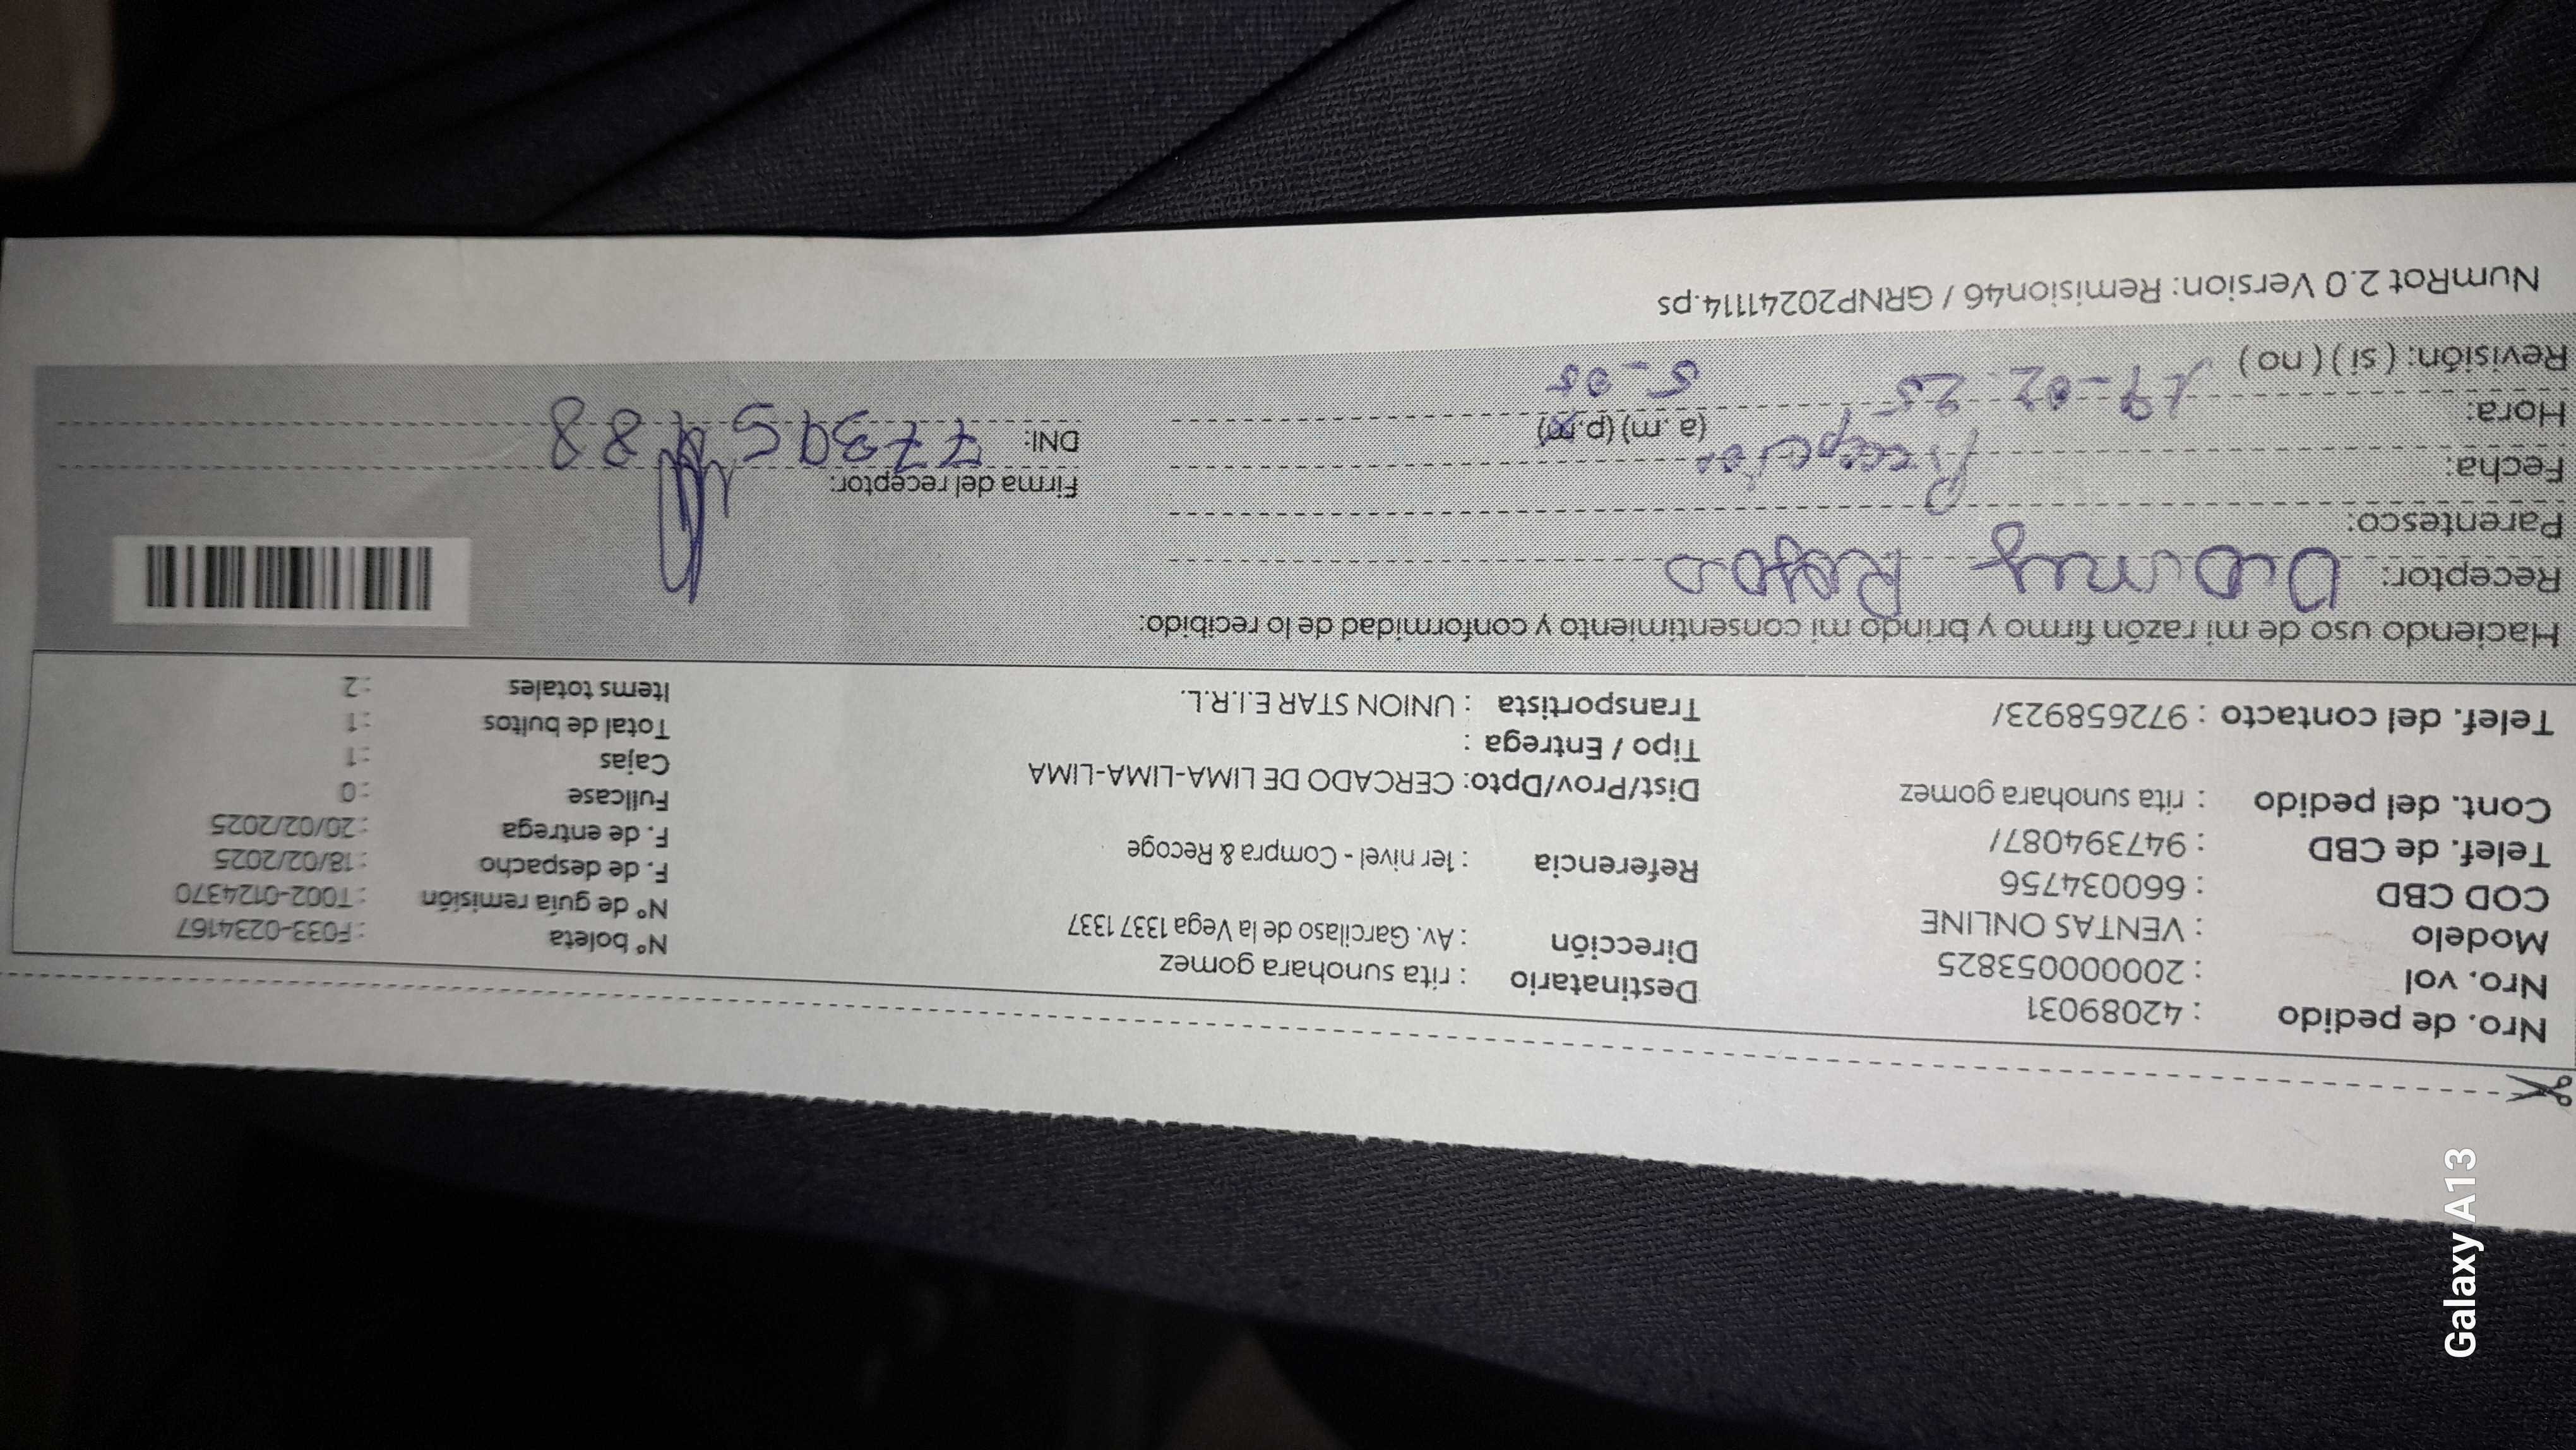 Nro. de pedido : 42089031
Nro. vol : 20000053825
Modelo : VENTAS ONLINE
COD CBD : 660034756
Telef. de CBD : 947394087/
Cont. del pedido : rita sunohara gomez
Telef. del contacto : 972658923/
Destinatario : rita sunohara gomez
Dirección : Av. Garcilaso de la Vega 1337 1337
Referencia : 1er nivel - Compra & Recoge
Dist/Prov/Dpto: CERCADO DE LIMA-LIMA-LIMA
Tipo / Entrega :
Transportista : UNION STAR E.I.R.L.
N° boleta : F033-0234167
N° de guía remisión : T002-0124370
F. de despacho : 18/02/2025
F. de entrega : 20/02/2025
Fullcase : 0
Cajas : 1
Total de bultos : 1
Items totales : 2
Haciendo uso de mi razón firmo y brindo mi consentimiento y conformidad de lo recibido:
Receptor:
Parentesco: Recepcion
Fecha: 19-02-25
Hora: (a.m) (p.m) 5-05
Revisión: ( si ) ( no )
Firma del receptor:
DNI:
NumRot 2.0 Version: Remision46 / GRNP20241114.ps
Galaxy A13